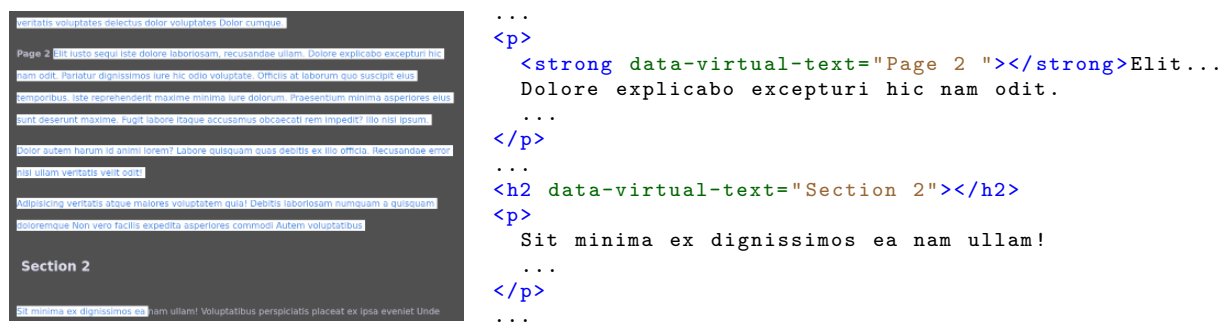 veritatis voluptates delectus dolor voluptates Dolor cumque.
Page 2 Elit iusto sequi iste dolore laboriosam, recusandae ullam. Dolore explicabo excepturi hic
nam odit. Pariatur dignissimos iure hic odio voluptate. Officiis at laborum quo suscipit eius
temporibus. Iste reprehenderit maxime minima iure dolorum. Praesentium minima asperiores eius
sunt deserunt maxime. Fugit labore itaque accusamus obcaecati rem impedit? Illo nisi ipsum.
Dolor autem harum id animi lorem? Labore quisquam quas debitis ex illo officia. Recusandae error
nisi ullam veritatis velit odit!
Adipisicing veritatis atque maiores voluptatem quia! Debitis laboriosam numquam a quisquam
doloremque Non vero facilis expedita asperiores commodi Autem voluptatibus
Section 2
Sit minima ex dignissimos ea nam ullam! Voluptatibus perspiciatis placeat ex ipsa eveniet Unde
...
<p>
<strong data-virtual-text="Page 2 "></strong>Elit...
Dolore explicabo excepturi hic nam odit.
...
</p>
...
<h2 data-virtual-text="Section 2"></h2>
<p>
Sit minima ex dignissimos ea nam ullam!
...
</p>
...